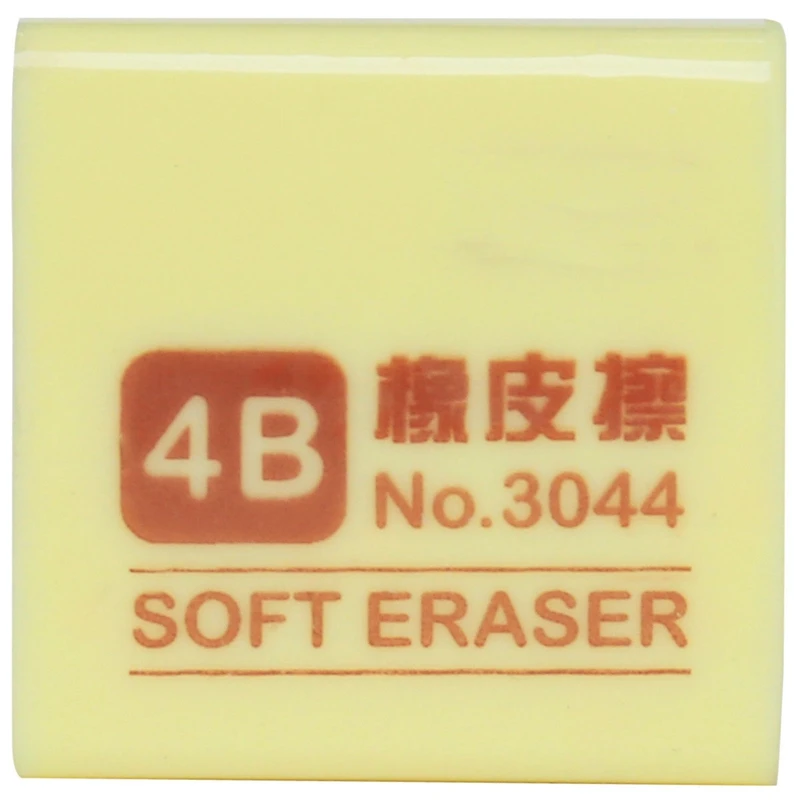 4B 橡皮擦
No.3044
SOFT ERASER